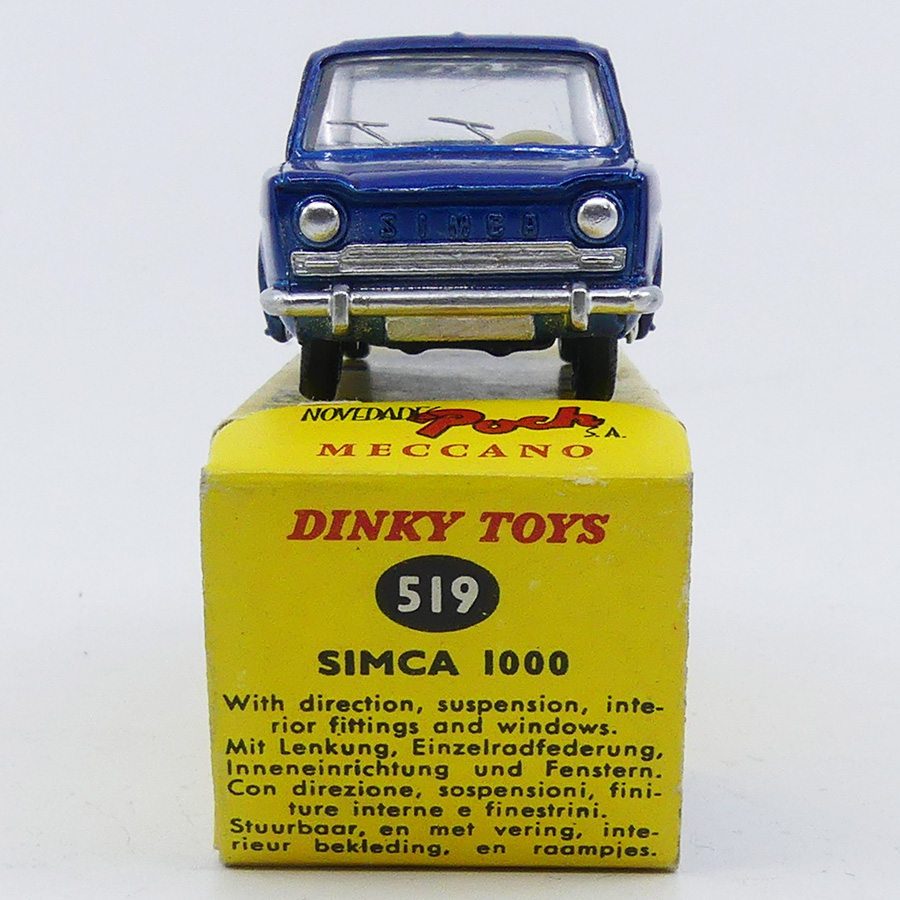 SIMCA
NOVEDADES Poch S.A.
MECCANO
DINKY TOYS
519
SIMCA 1000
With direction, suspension, inte-
rior fittings and windows.
Mit Lenkung, Einzelradfederung,
Inneneinrichtung und Fenstern.
Con direzione, sospensioni, fini-
ture interne e finestrini.
Stuurbaar, en met vering, inte-
rieur bekleding, en raampjes.